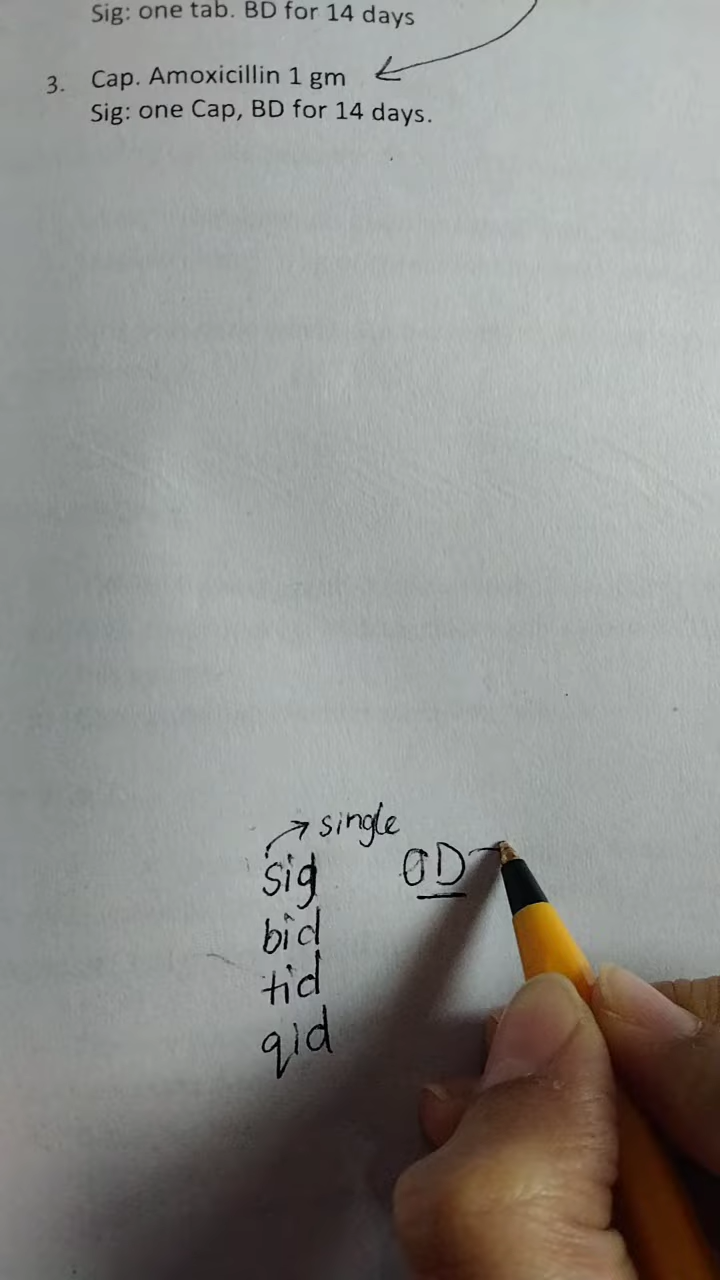 Sig: one tab. BD for 14 days
3. Cap. Amoxicillin 1 gm
Sig: one Cap, BD for 14 days.
single
sig OD
bid
tid
qid